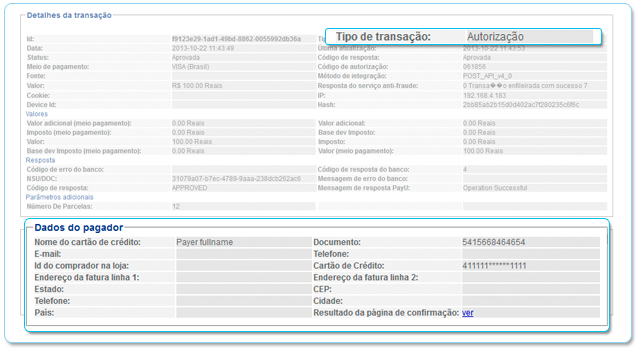 Detalhes da transação
Tipo de transação: Autorização
Id: f9123e29-1ad1-49bd-8862-0055992db36a
Data: 2013-10-22 11:43:49 Última atualização: 2013-10-22 11:43:53
Status: Aprovada Código de resposta: Aprovada
Meio de pagamento: VISA (Brasil) Código de autorização: 061856
Fonte: Método de integração: POST_API_v4_0
Valor: R$ 100.00 Reais Resposta do serviço anti-fraude: 0 Transa��o enfileirada com sucesso 7
Cookie: IP: 192.168.4.183
Device Id: Hash: 2bb85ab2b15d0d402ac7f280235c6f6c
Valores
Valor adicional (meio pagamento): 0.00 Reais Valor adicional: 0.00 Reais
Imposto (meio pagamento): 0.00 Reais Base dev Imposto: 0.00 Reais
Valor: 100.00 Reais Imposto: 0.00 Reais
Base dev Imposto (meio pagamento): 0.00 Reais Valor (meio pagamento): 100.00 Reais
Resposta
Código de erro do banco: Código de resposta do banco: 4
NSU/DOC: 31079a07-b7ec-4789-9aaa-238dcb292ac6 Mensagem de erro do banco:
Código de resposta: APPROVED Mensagem de resposta PayU: Operation Successful
Parámetros adicionais
Número De Parcelas: 12
Dados do pagador
Nome do cartão de crédito: Payer fullname Documento: 5415668464654
E-mail: Telefone:
Id do comprador na loja: Cartão de Crédito: 411111******1111
Endereço da fatura linha 1: Endereço da fatura linha 2:
Estado: CEP:
Telefone: Cidade:
País: Resultado da página de confirmação: ver